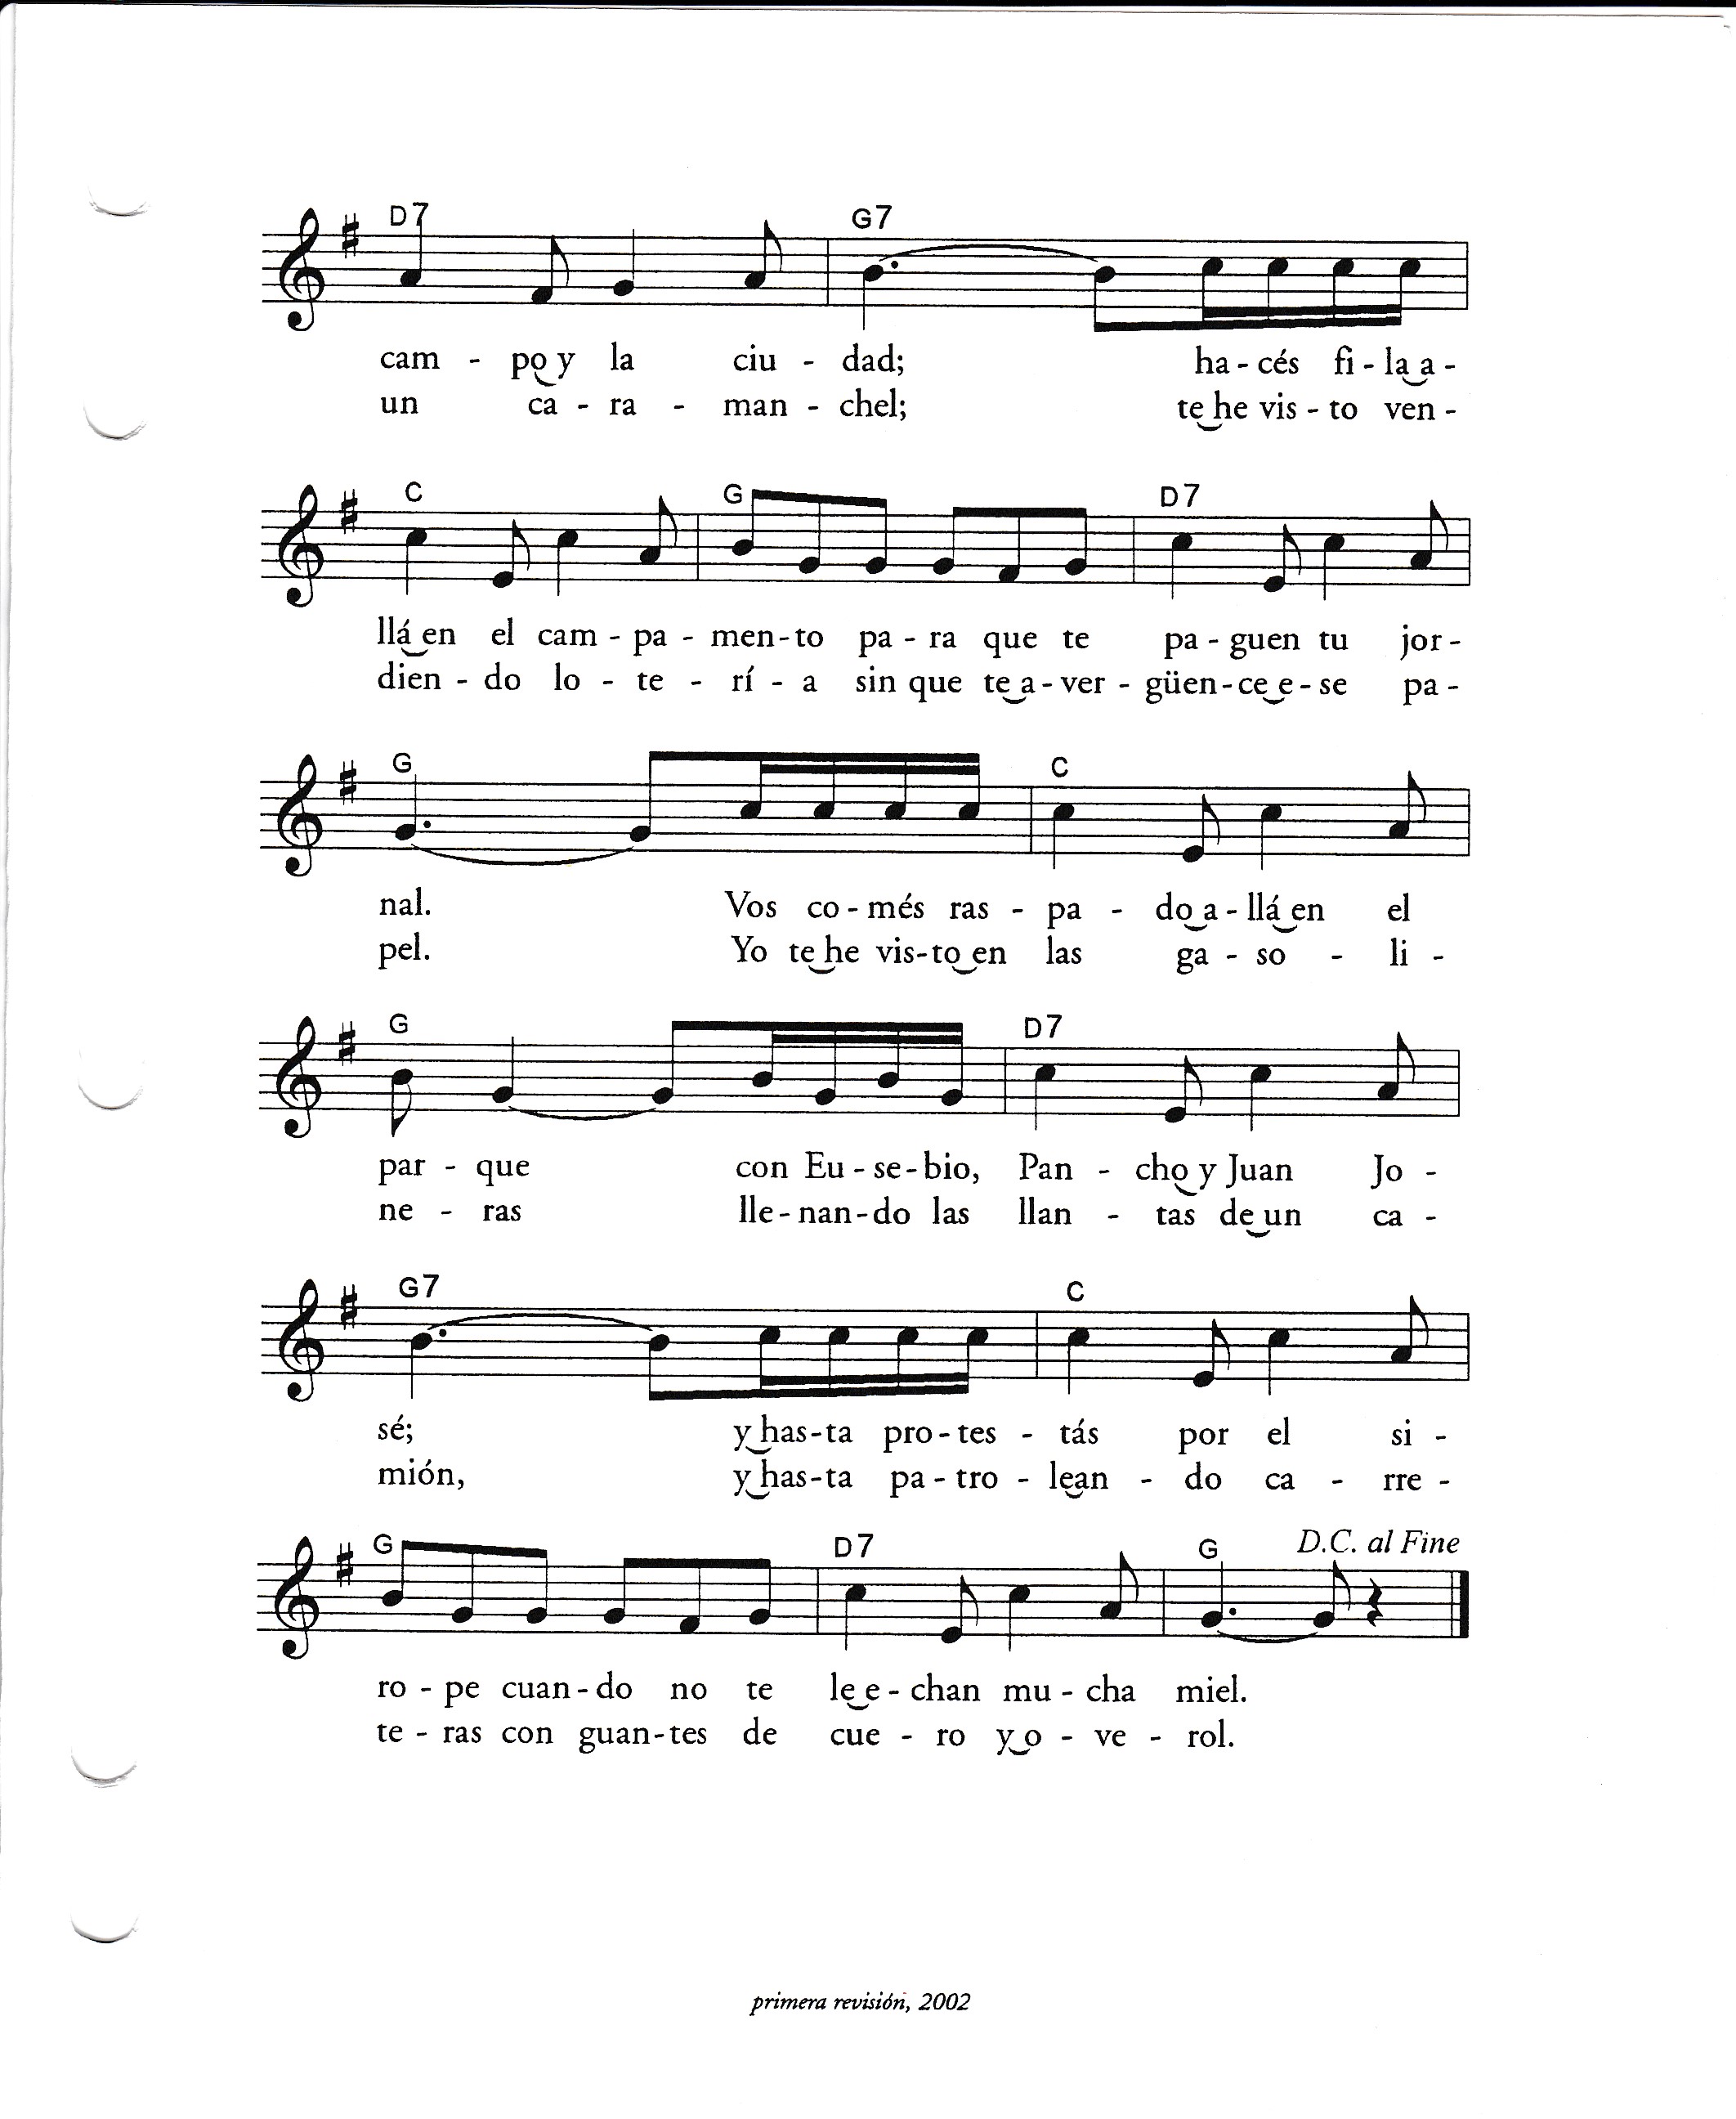 D7 G7
cam - po y la ciu - dad; ha - cés fi - la a -
un ca - ra - man - chel; te he vis - to ven -
C G D7
llá en el cam - pa - men - to pa - ra que te pa - guen tu jor -
dien - do lo - te - rí - a sin que te a - ver - güen - ce e - se pa -
G C
nal. Vos co - més ras - pa - do a - llá en el
pel. Yo te he vis - to en las ga - so - li -
G D7
par - que con Eu - se - bio, Pan - cho y Juan Jo -
ne - ras lle - nan - do las llan - tas de un ca -
G7 C
sé; y has - ta pro - tes - tás por el si -
mión, y has - ta pa - tro - lean - do ca - rre -
G D7 G D.C. al Fine
ro - pe cuan - do no te le e - chan mu - cha miel.
te - ras con guan - tes de cue - ro y o - ve - rol.
primera revisión, 2002